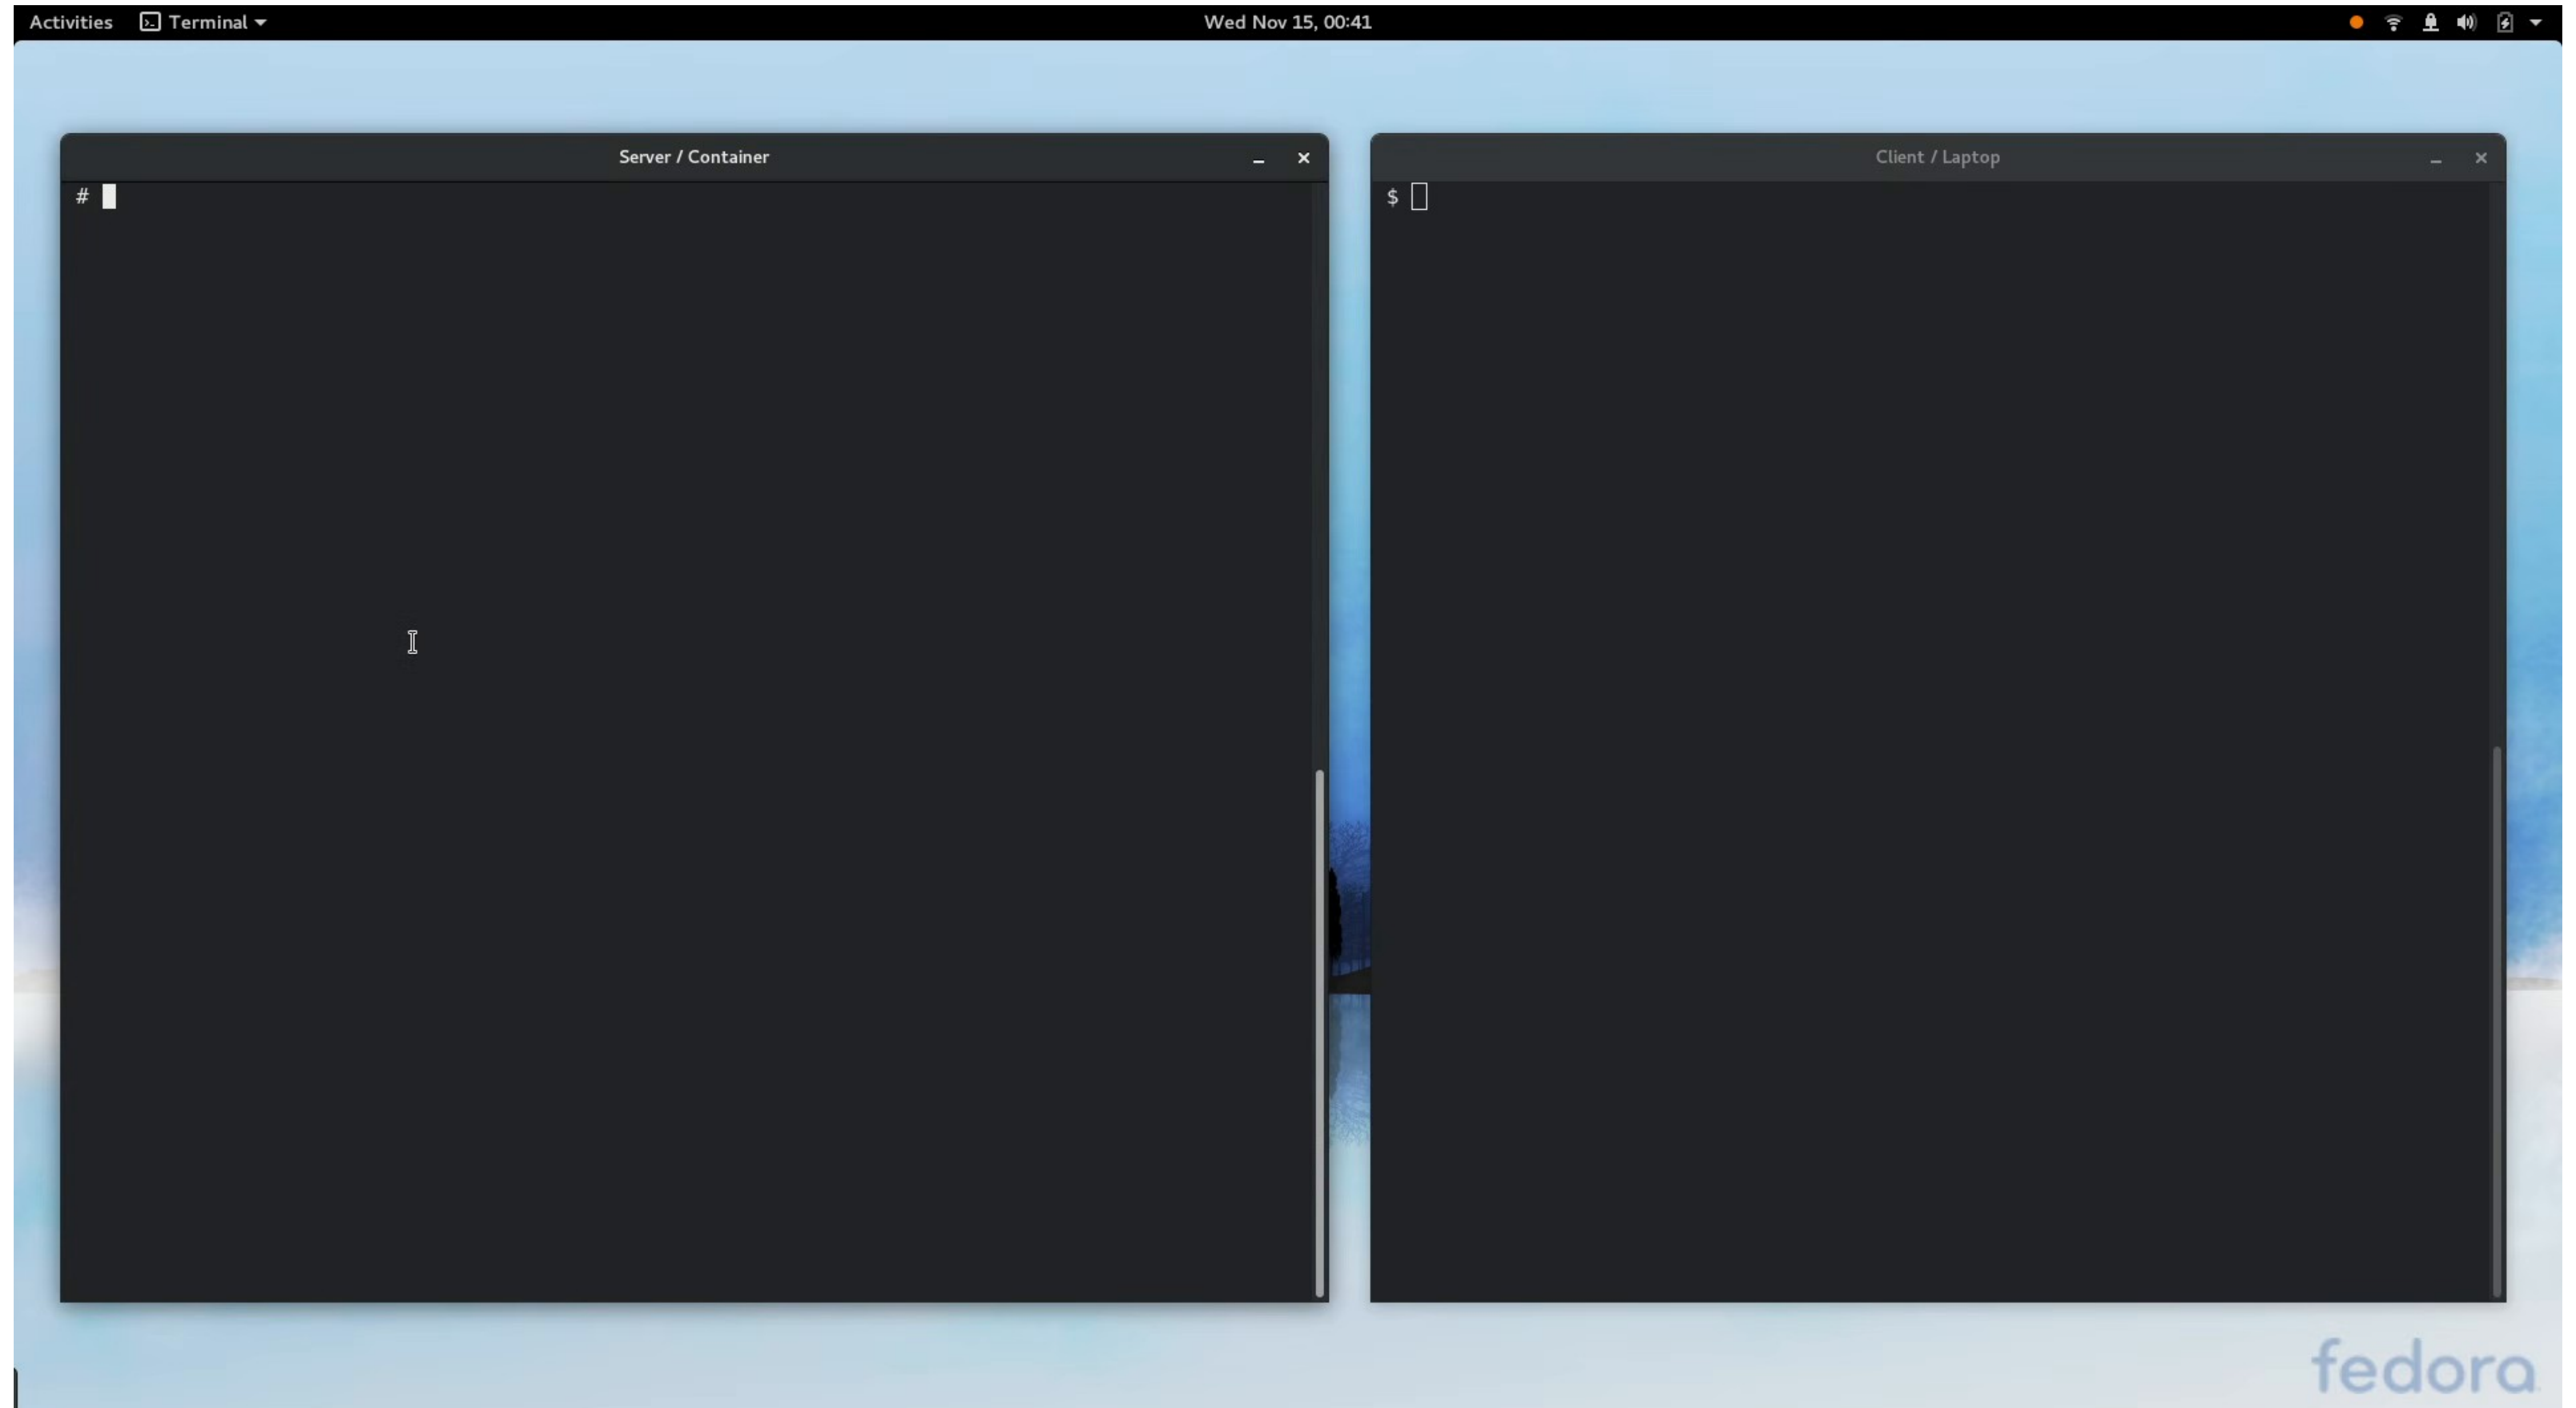 Activities Terminal Wed Nov 15, 00:41
Server / Container
#
Client / Laptop
$
fedora